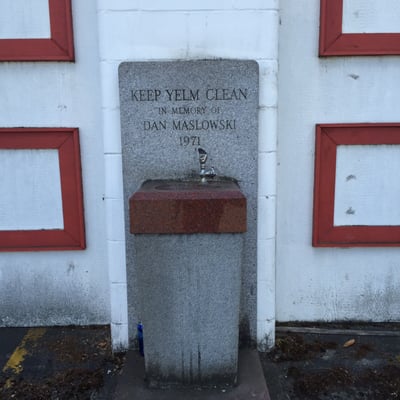 KEEP YELM CLEAN
IN MEMORY OF
DAN MASLOWSKI
1971